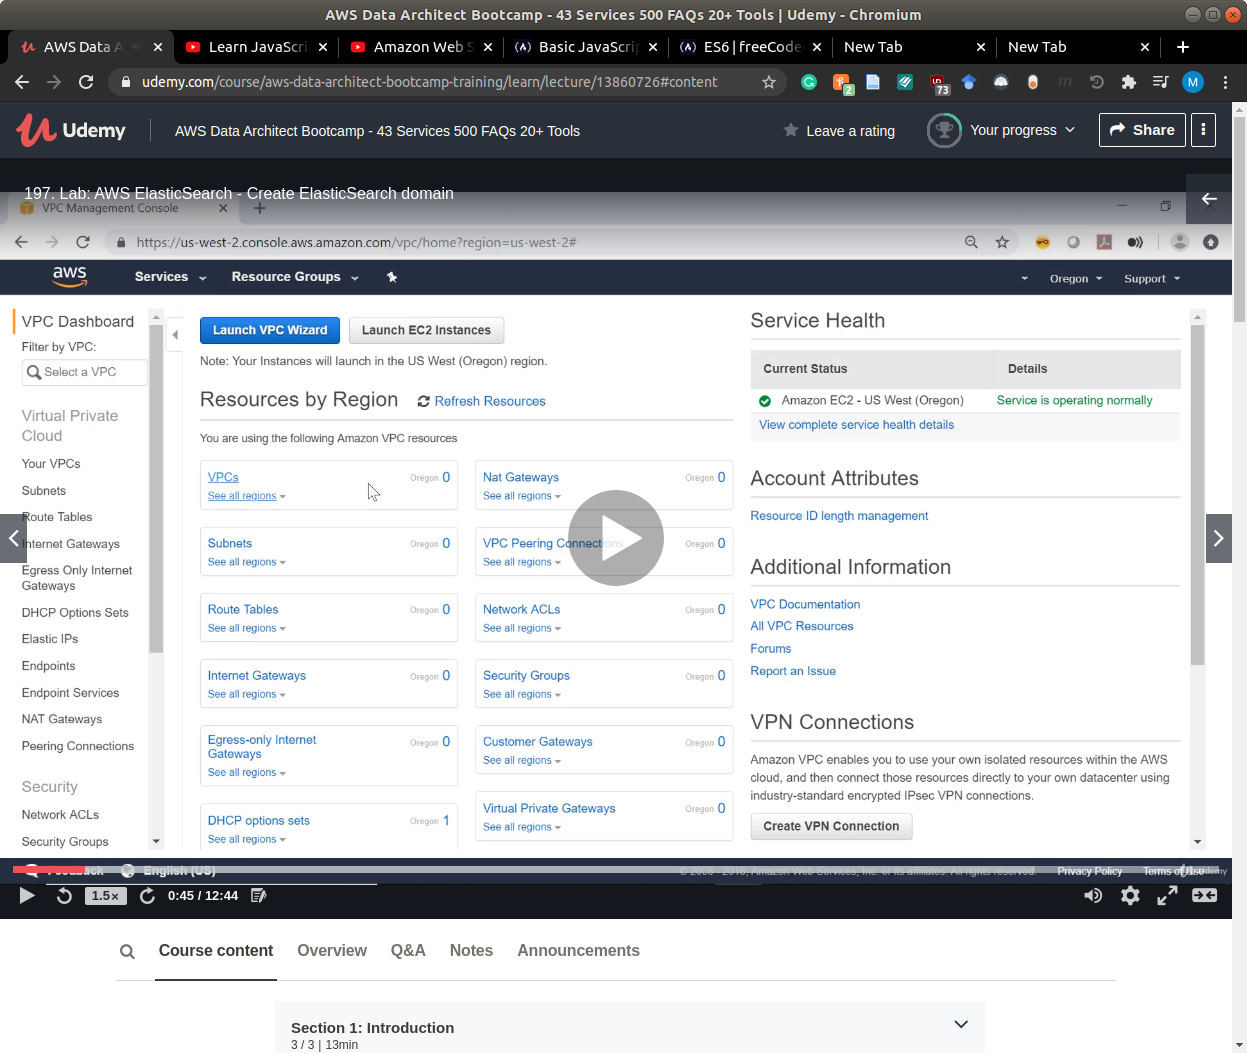 AWS Data Architect Bootcamp - 43 Services 500 FAQs 20+ Tools | Udemy - Chromium
AWS Data A
Learn JavaScri
Amazon Web S
Basic JavaScrip
ES6 | freeCode
New Tab
New Tab
udemy.com/course/aws-data-architect-bootcamp-training/learn/lecture/13860726#content
2
73
M
Udemy
AWS Data Architect Bootcamp - 43 Services 500 FAQs 20+ Tools
Leave a rating
Your progress
Share
197. Lab: AWS ElasticSearch - Create ElasticSearch domain
VPC Management Console
https://us-west-2.console.aws.amazon.com/vpc/home?region=us-west-2#
aws
Services
Resource Groups
Oregon
Support
VPC Dashboard
Filter by VPC:
Select a VPC
Virtual Private
Cloud
Your VPCs
Subnets
Route Tables
Internet Gateways
Egress Only Internet
Gateways
DHCP Options Sets
Elastic IPs
Endpoints
Endpoint Services
NAT Gateways
Peering Connections
Security
Network ACLs
Security Groups
Launch VPC Wizard
Launch EC2 Instances
Note: Your Instances will launch in the US West (Oregon) region.
Resources by Region
Refresh Resources
You are using the following Amazon VPC resources
VPCs Oregon 0
See all regions
Nat Gateways Oregon 0
See all regions
Subnets Oregon 0
See all regions
VPC Peering Connections Oregon 0
See all regions
Route Tables Oregon 0
See all regions
Network ACLs Oregon 0
See all regions
Internet Gateways Oregon 0
See all regions
Security Groups Oregon 0
See all regions
Egress-only Internet Oregon 0
Gateways
See all regions
Customer Gateways Oregon 0
See all regions
DHCP options sets Oregon 1
See all regions
Virtual Private Gateways Oregon 0
See all regions
Service Health
Current Status Details
Amazon EC2 - US West (Oregon) Service is operating normally
View complete service health details
Account Attributes
Resource ID length management
Additional Information
VPC Documentation
All VPC Resources
Forums
Report an Issue
VPN Connections
Amazon VPC enables you to use your own isolated resources within the AWS
cloud, and then connect those resources directly to your own datacenter using
industry-standard encrypted IPsec VPN connections.
Create VPN Connection
Feedback
English (US)
© 2008 - 2018, Amazon Web Services, Inc. or its affiliates. All rights reserved.
Privacy Policy
Terms of Use
Udemy
1.5×
0:45 / 12:44
Course content
Overview
Q&A
Notes
Announcements
Section 1: Introduction
3 / 3 | 13min